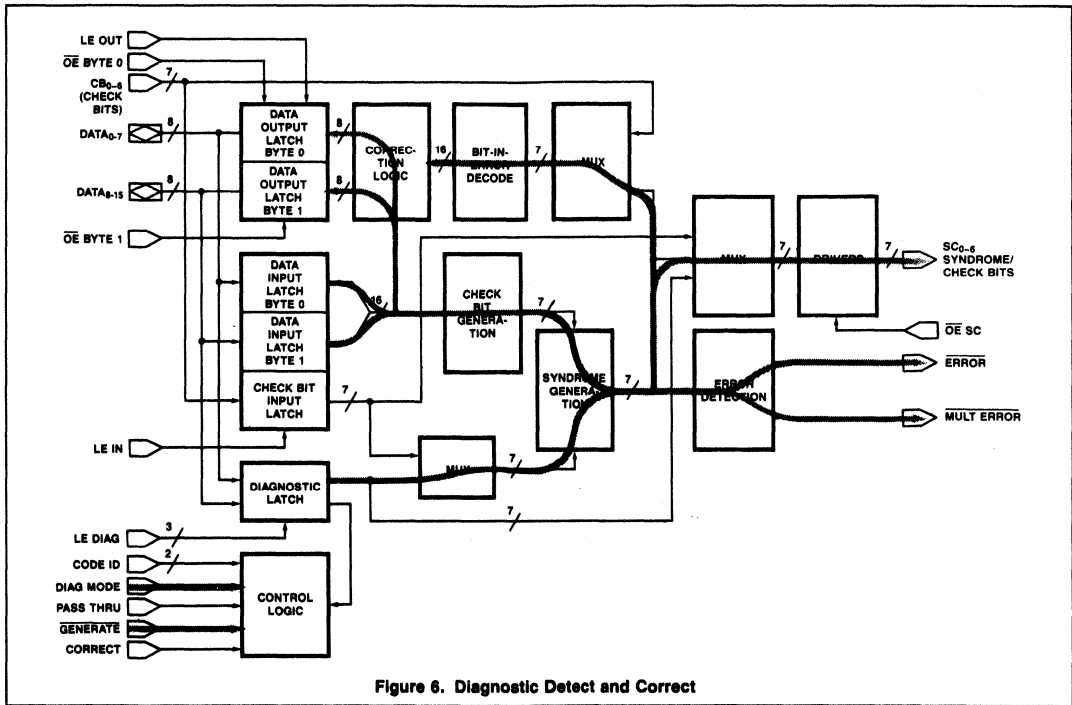 LE OUT
OE BYTE 0
CB0-6
(CHECK
BITS)
7
DATA0-7
8
DATA8-15
8
OE BYTE 1
DATA
OUTPUT
LATCH
BYTE 0
DATA
OUTPUT
LATCH
BYTE 1
8
8
CORREC-
TION
LOGIC
16
BIT-IN-
ERROR
DECODE
7
MUX
DATA
INPUT
LATCH
BYTE 0
DATA
INPUT
LATCH
BYTE 1
CHECK BIT
INPUT
LATCH
16
7
CHECK
BIT
GENERA-
TION
7
SYNDROME
GENERA-
TION
7
MUX
7
DRIVERS
7
SC0-6
SYNDROME/
CHECK BITS
OE SC
ERROR
DETECTION
ERROR
MULT ERROR
LE IN
MUX
7
7
DIAGNOSTIC
LATCH
LE DIAG
3
CODE ID
2
DIAG MODE
PASS THRU
GENERATE
CORRECT
CONTROL
LOGIC
Figure 6. Diagnostic Detect and Correct